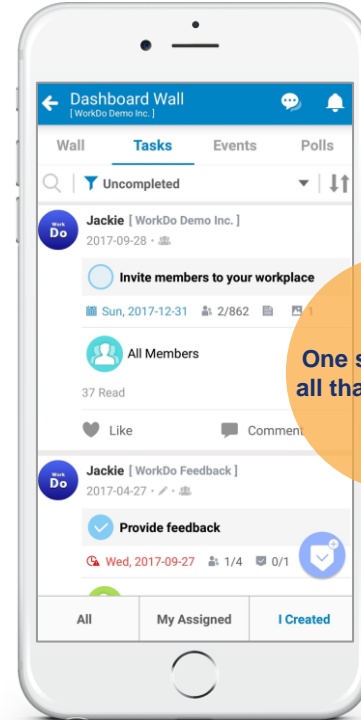 Dashboard Wall
[ WorkDo Demo Inc. ]
Wall Tasks Events Polls
Uncompleted
Work
Do
Jackie [ WorkDo Demo Inc. ]
2017-09-28 ·
Invite members to your workplace
Sun, 2017-12-31 2/862 1
All Members
37 Read
Like Comment
One
all
Work
Do
Jackie [ WorkDo Feedback ]
2017-04-27 · ·
Provide feedback
Wed, 2017-09-27 1/4 0/1
All My Assigned I Created